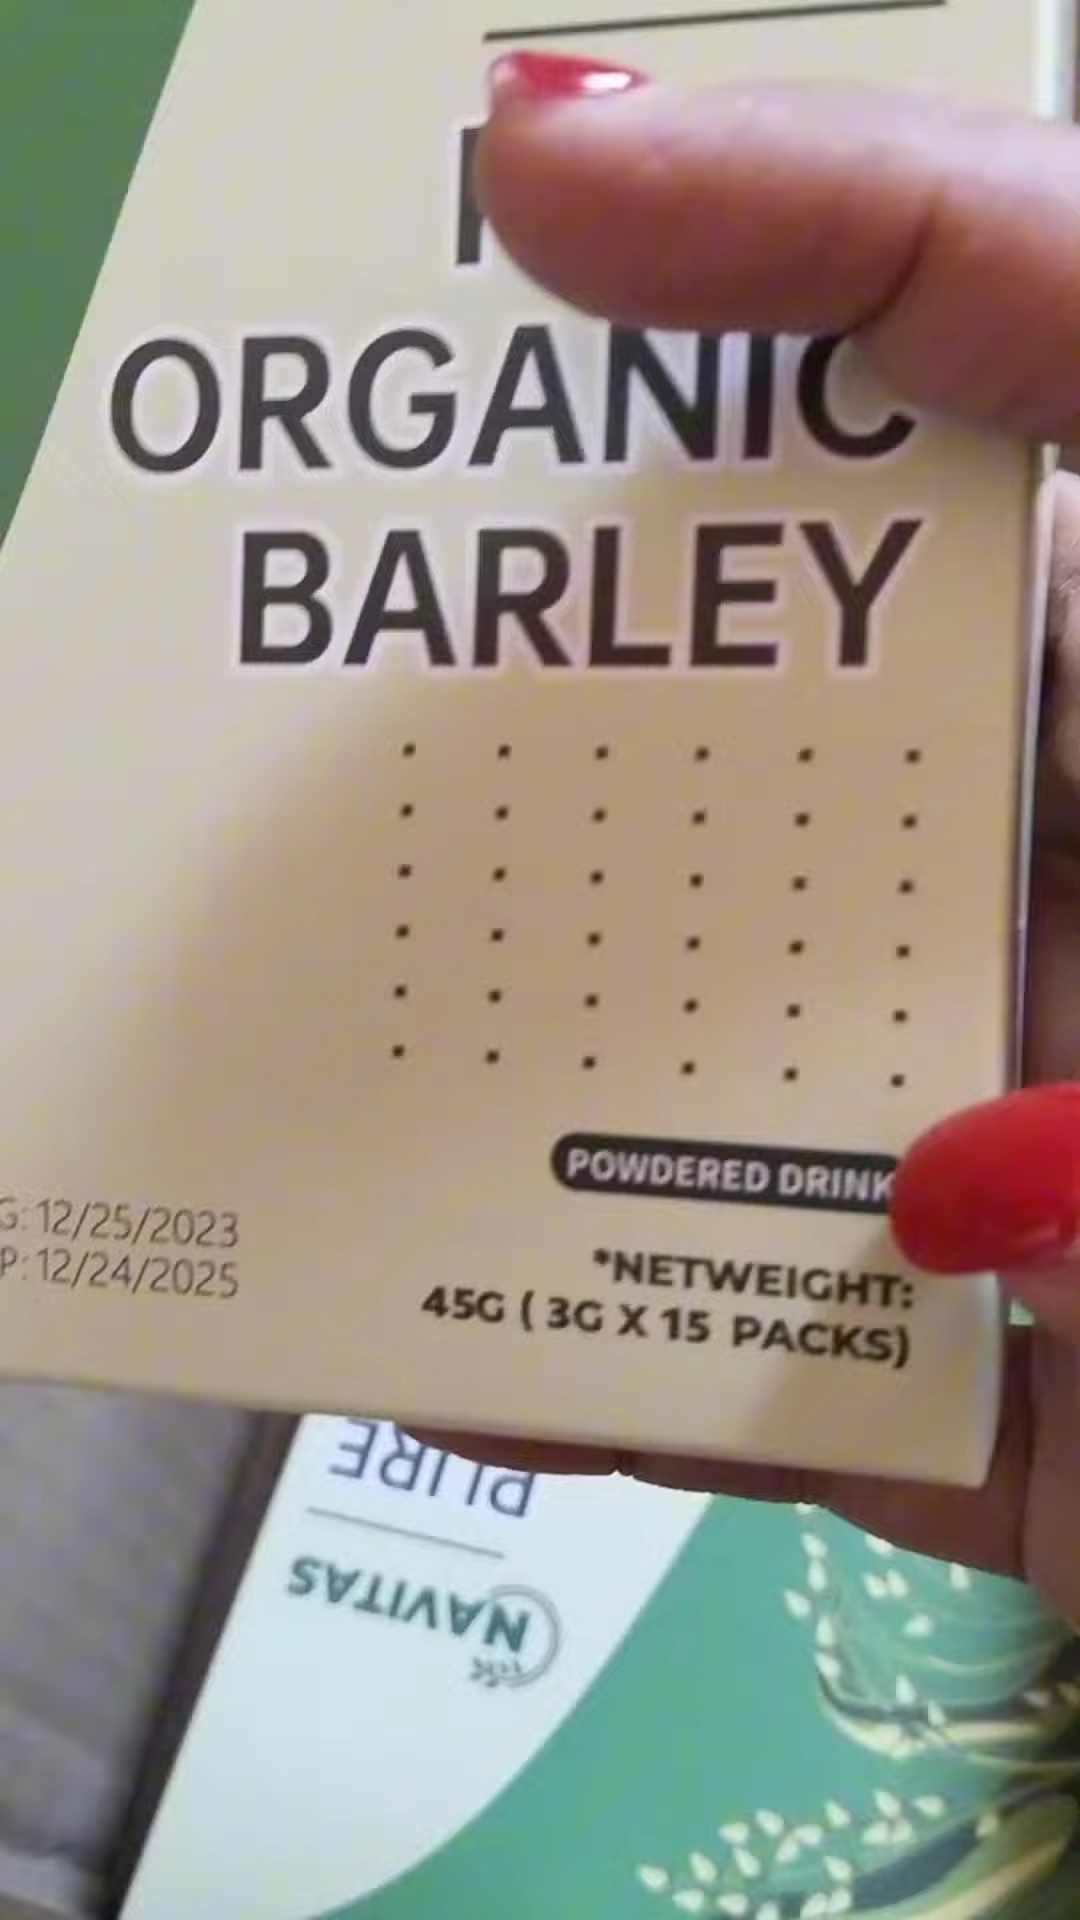 ORGANIC
BARLEY
POWDERED DRINK
G: 12/25/2023
P: 12/24/2025
*NETWEIGHT:
45G ( 3G X 15 PACKS)
PURE
NAVITAS